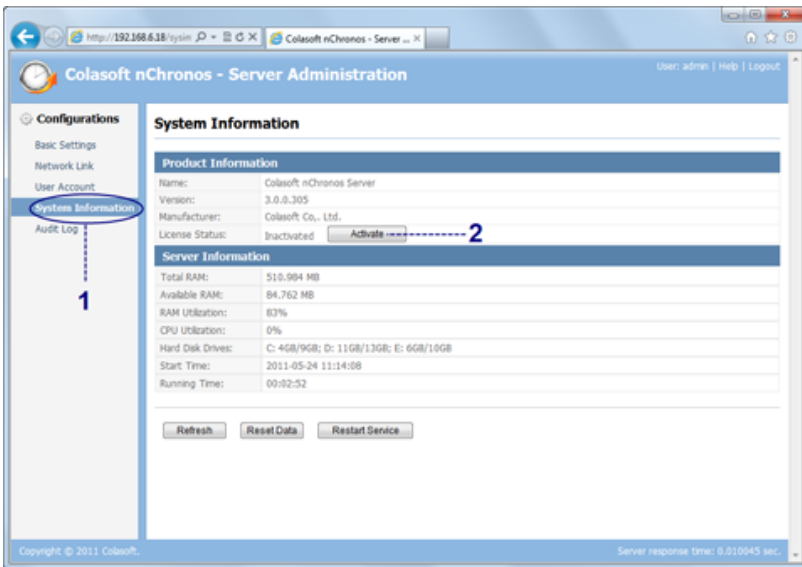 http://192.168.6.18/sysin
Colasoft nChronos - Server ...
Colasoft nChronos - Server Administration
User: admin | Help | Logout
Configurations
Basic Settings
Network Link
User Account
System Information
Audit Log
1
System Information
Product Information
Name: Colasoft nChronos Server
Version: 3.0.0.305
Manufacturer: Colasoft Co,. Ltd.
License Status: Inactivated Activate 2
Server Information
Total RAM: 510.984 MB
Available RAM: 84.762 MB
RAM Utilization: 83%
CPU Utilization: 0%
Hard Disk Drives: C: 4GB/9GB; D: 11GB/13GB; E: 6GB/10GB
Start Time: 2011-05-24 11:14:08
Running Time: 00:02:52
Refresh Reset Data Restart Service
Copyright © 2011 Colasoft. Server response time: 0.010045 sec.